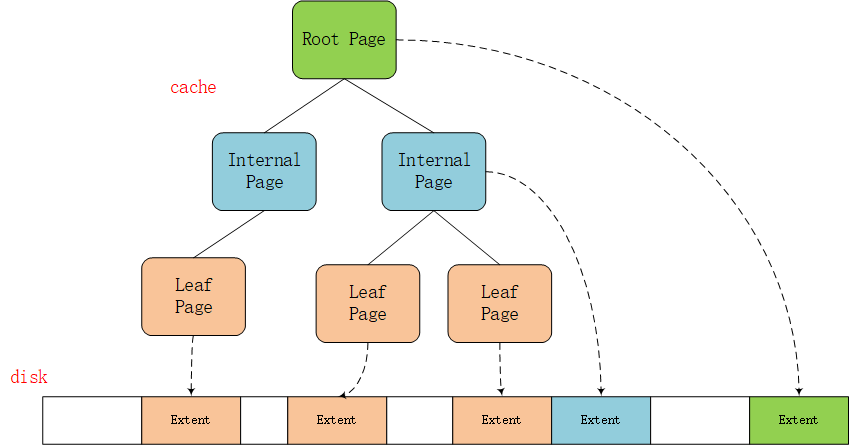 Root Page
cache
Internal
Page
Internal
Page
Leaf
Page
Leaf
Page
Leaf
Page
disk
Extent
Extent
Extent
Extent
Extent